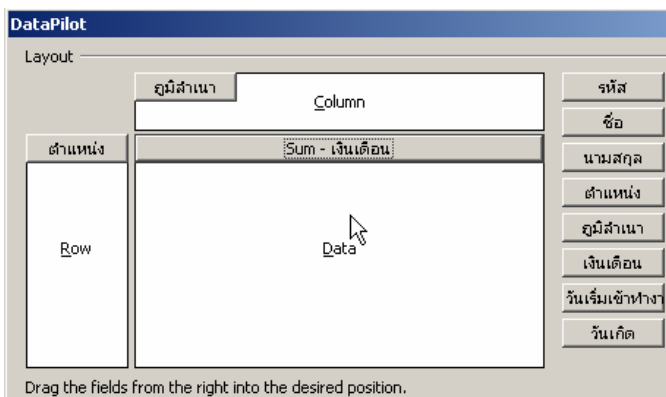 DataPilot
Layout
ภูมิลำเนา
Column
ตำแหน่ง
Sum - เงินเดือน
Row
Data
รหัส
ชื่อ
นามสกุล
ตำแหน่ง
ภูมิลำเนา
เงินเดือน
วันเริ่มเข้าทำงา
วันเกิด
Drag the fields from the right into the desired position.